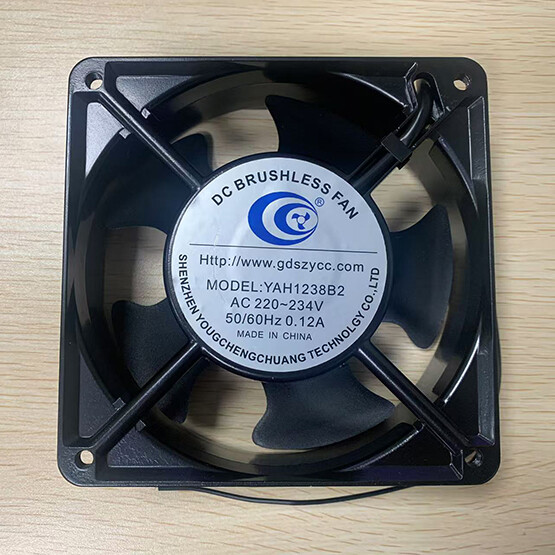 DC BRUSHLESS FAN
®
Http://www.gdszycc.com
MODEL:YAH1238B2
AC 220~234V
50/60Hz 0.12A
MADE IN CHINA
SHENZHEN YOUGCHENGCHUANG TECHNOLGY CO.,LTD